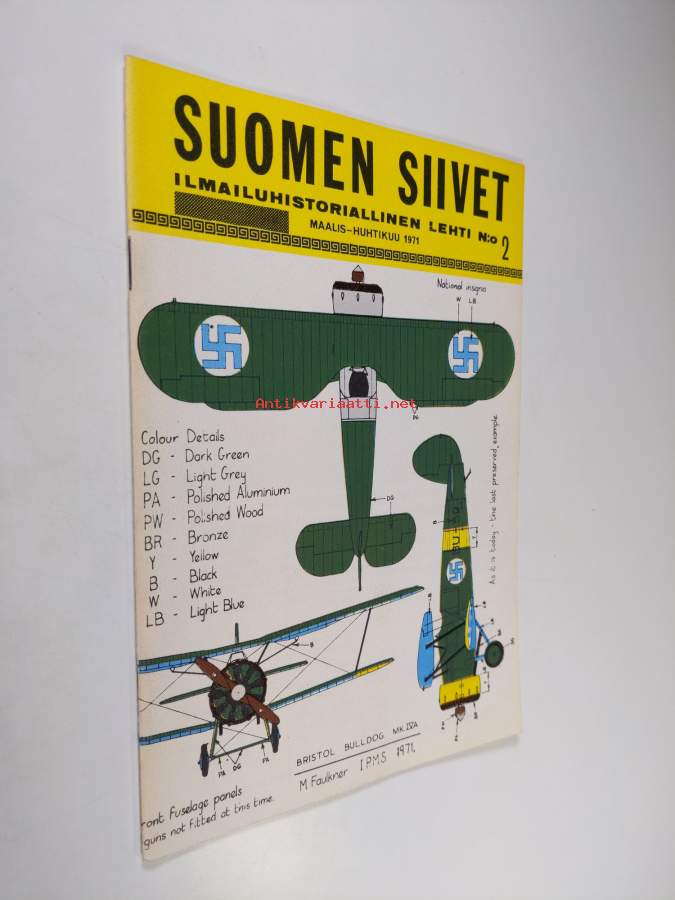 SUOMEN SIIVET
ILMAILUHISTORIALLINEN LEHTI N:o 2
MAALIS-HUHTIKUU 1971
National insignia
W LB
Antikvariaatti.net
DG
Colour Details
DG - Dark Green
LG - Light Grey
PA - Polished Aluminium
PW - Polished Wood
BR - Bronze
Y - Yellow
B - Black
W - White
LB - Light Blue
DG
As it is today - the last preserved example.
B
Y
BU-59
B
PA DG PA
BRISTOL BULLDOG MK.IVA
M Faulkner I.P.M.S 1971.
ront Fuselage panels
guns not fitted at this time.